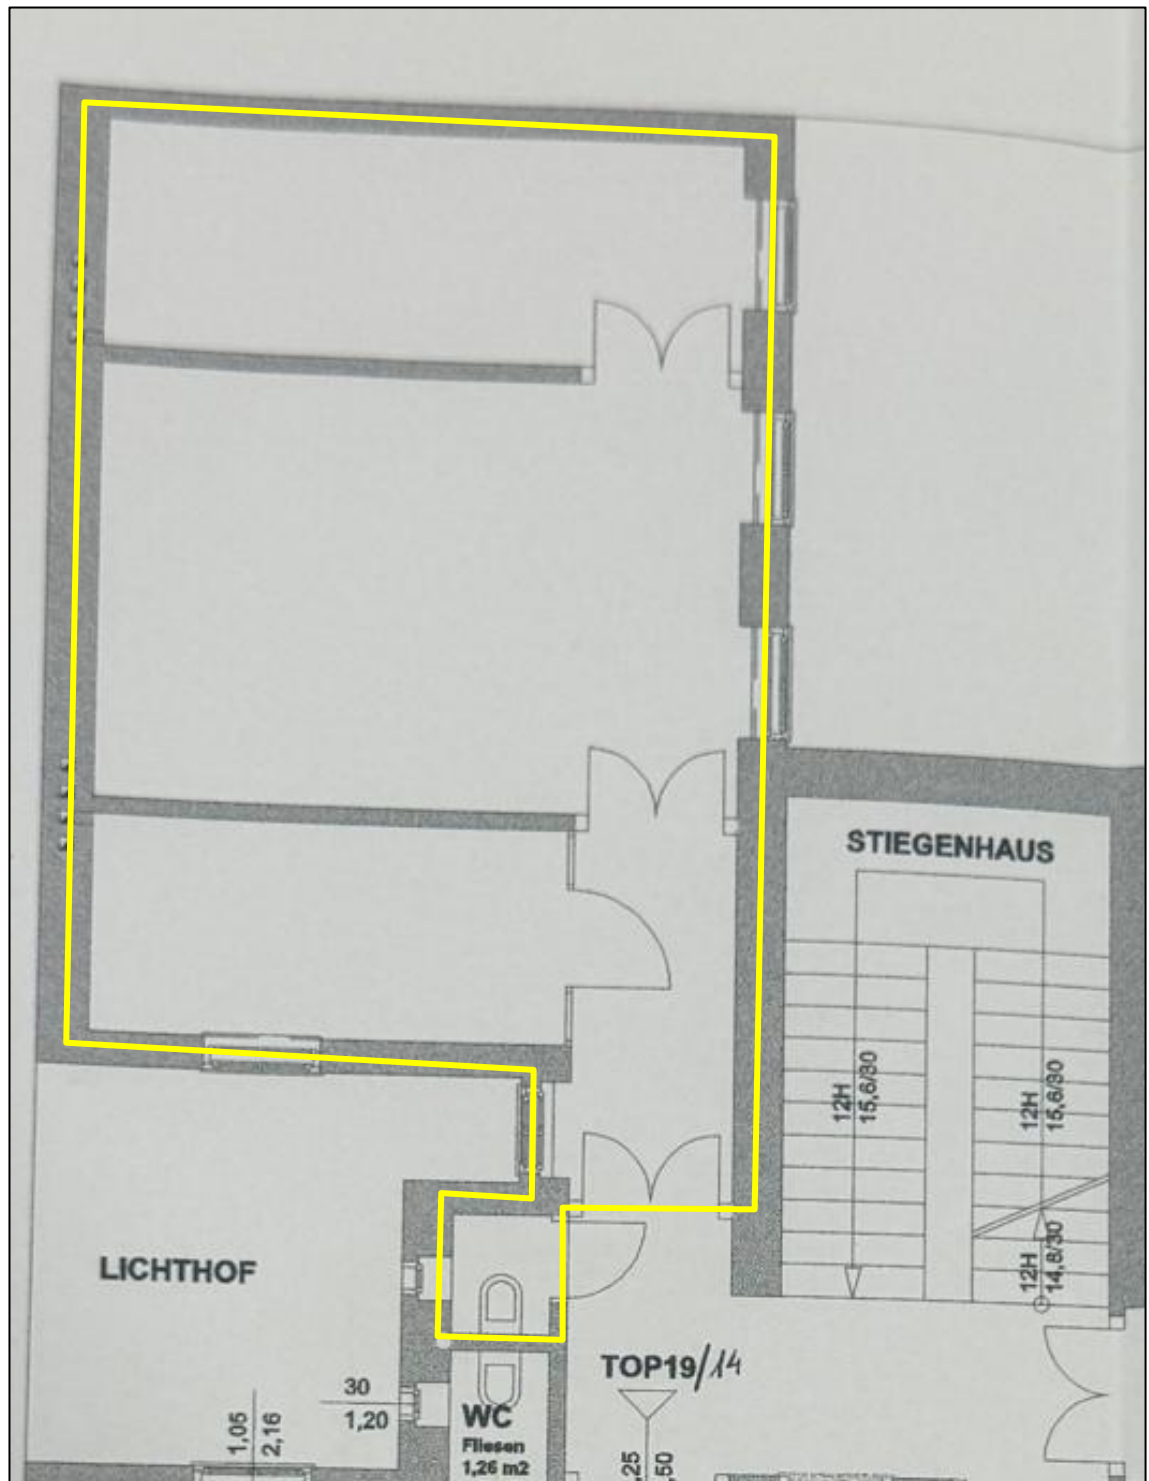 STIEGENHAUS
12H
15,6/30
12H
15,6/30
12H
14,8/30
LICHTHOF
TOP19/14
30
1,20
1,05
2,16
WC
Fliesen
1,26 m2